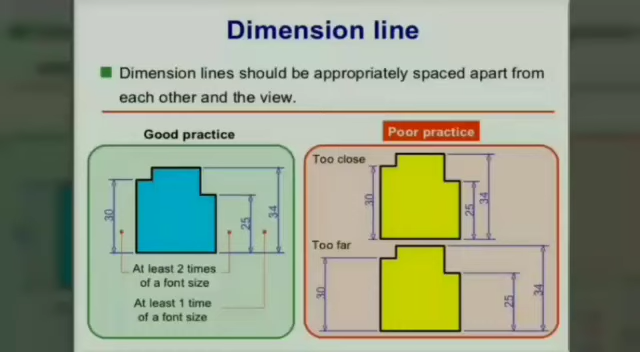 Dimension line
Dimension lines should be appropriately spaced apart from
each other and the view.
Good practice
Poor practice
30
25
34
At least 2 times
of a font size
At least 1 time
of a font size
Too close
30
25
34
Too far
30
25
34